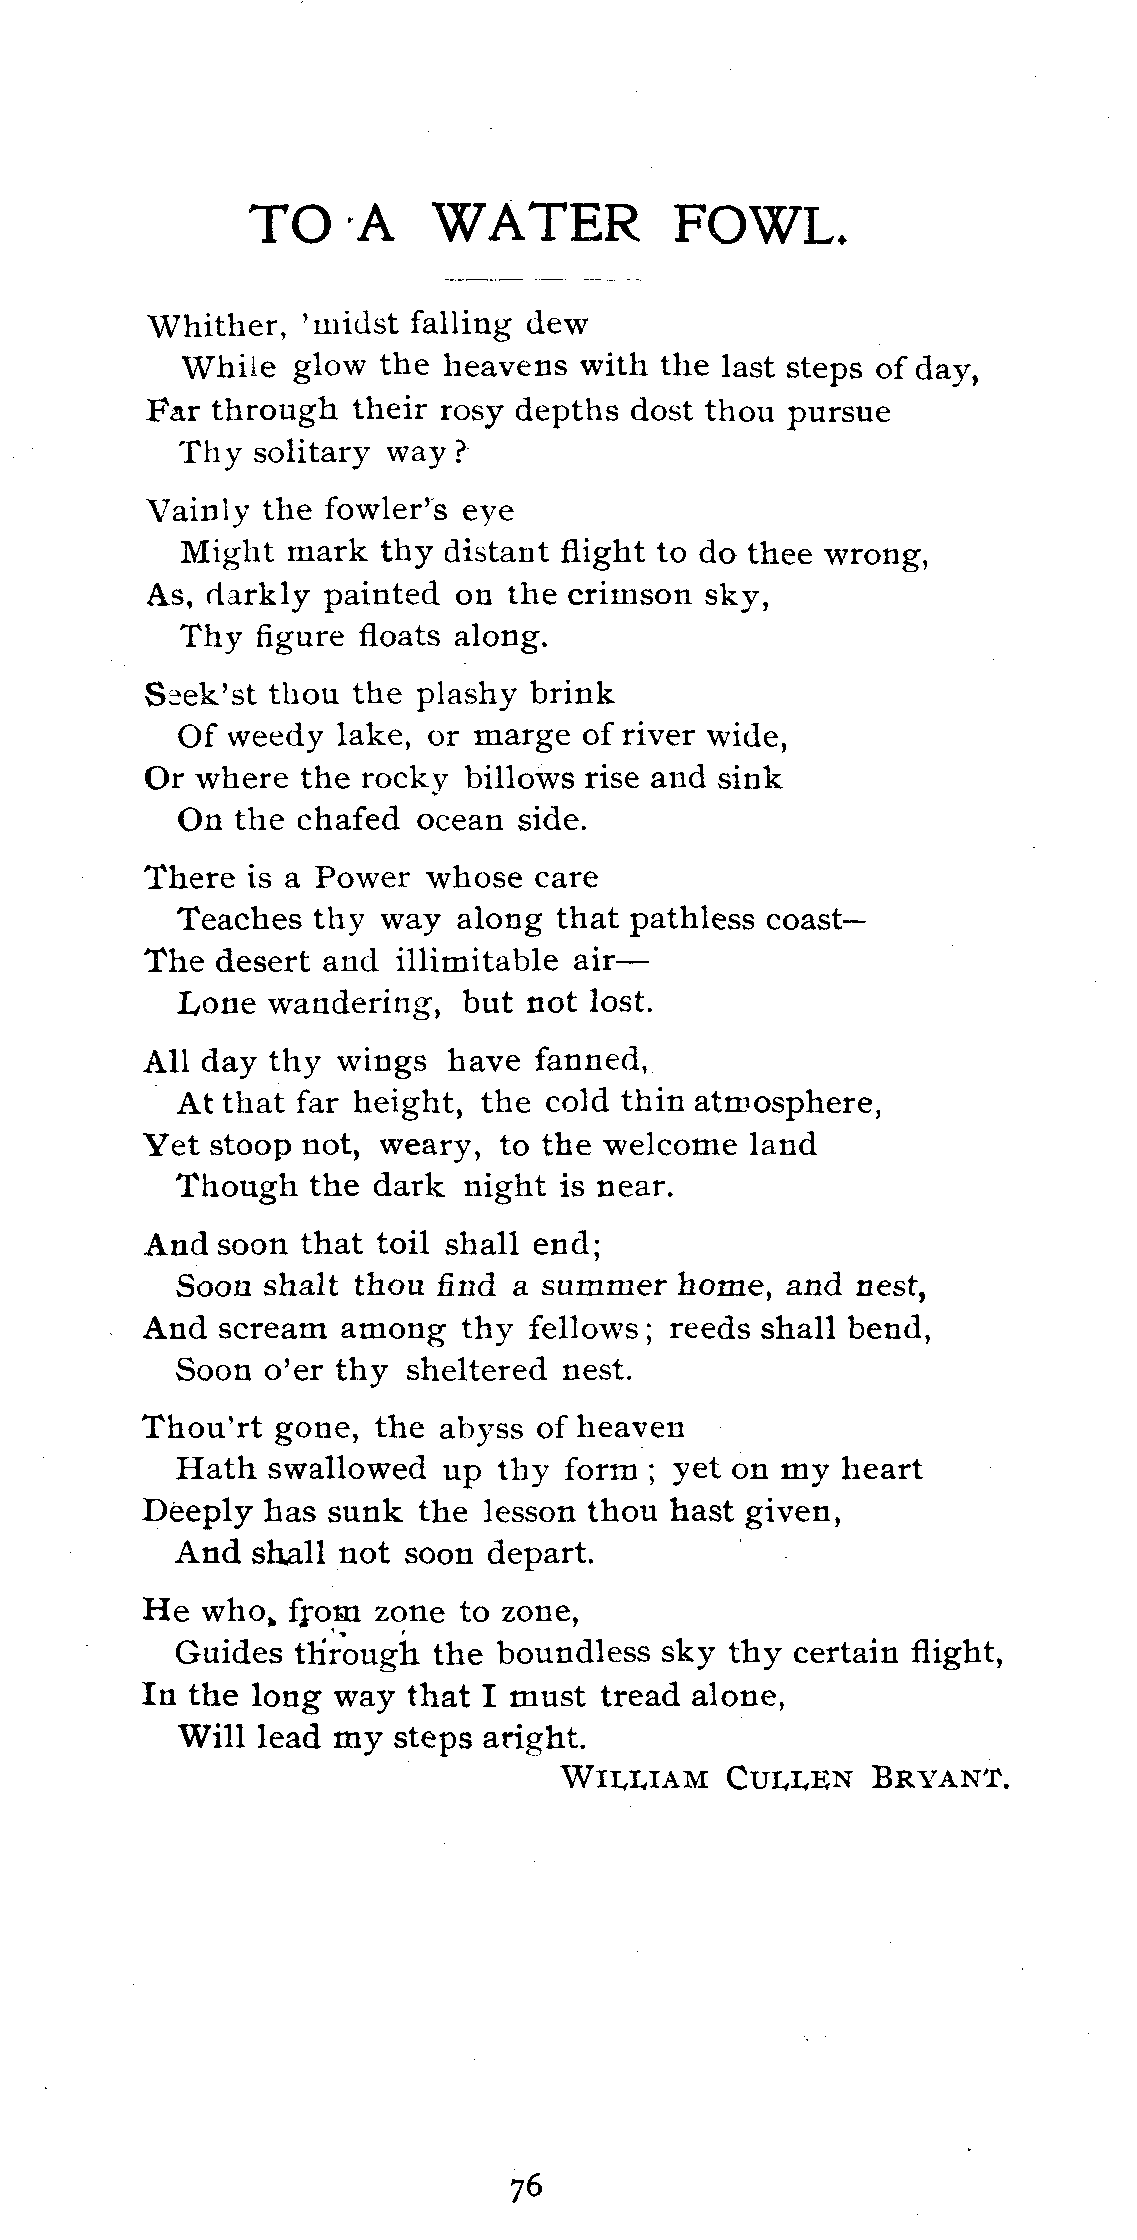 TO A WATER FOWL.
Whither, 'midst falling dew
While glow the heavens with the last steps of day,
Far through their rosy depths dost thou pursue
Thy solitary way?
Vainly the fowler's eye
Might mark thy distant flight to do thee wrong,
As, darkly painted on the crimson sky,
Thy figure floats along.
Seek'st thou the plashy brink
Of weedy lake, or marge of river wide,
Or where the rocky billows rise and sink
On the chafed ocean side.
There is a Power whose care
Teaches thy way along that pathless coast—
The desert and illimitable air—
Lone wandering, but not lost.
All day thy wings have fanned,
At that far height, the cold thin atmosphere,
Yet stoop not, weary, to the welcome land
Though the dark night is near.
And soon that toil shall end;
Soon shalt thou find a summer home, and nest,
And scream among thy fellows; reeds shall bend,
Soon o'er thy sheltered nest.
Thou'rt gone, the abyss of heaven
Hath swallowed up thy form; yet on my heart
Deeply has sunk the lesson thou hast given,
And shall not soon depart.
He who, from zone to zone,
Guides through the boundless sky thy certain flight,
In the long way that I must tread alone,
Will lead my steps aright.
WILLIAM CULLEN BRYANT.
76